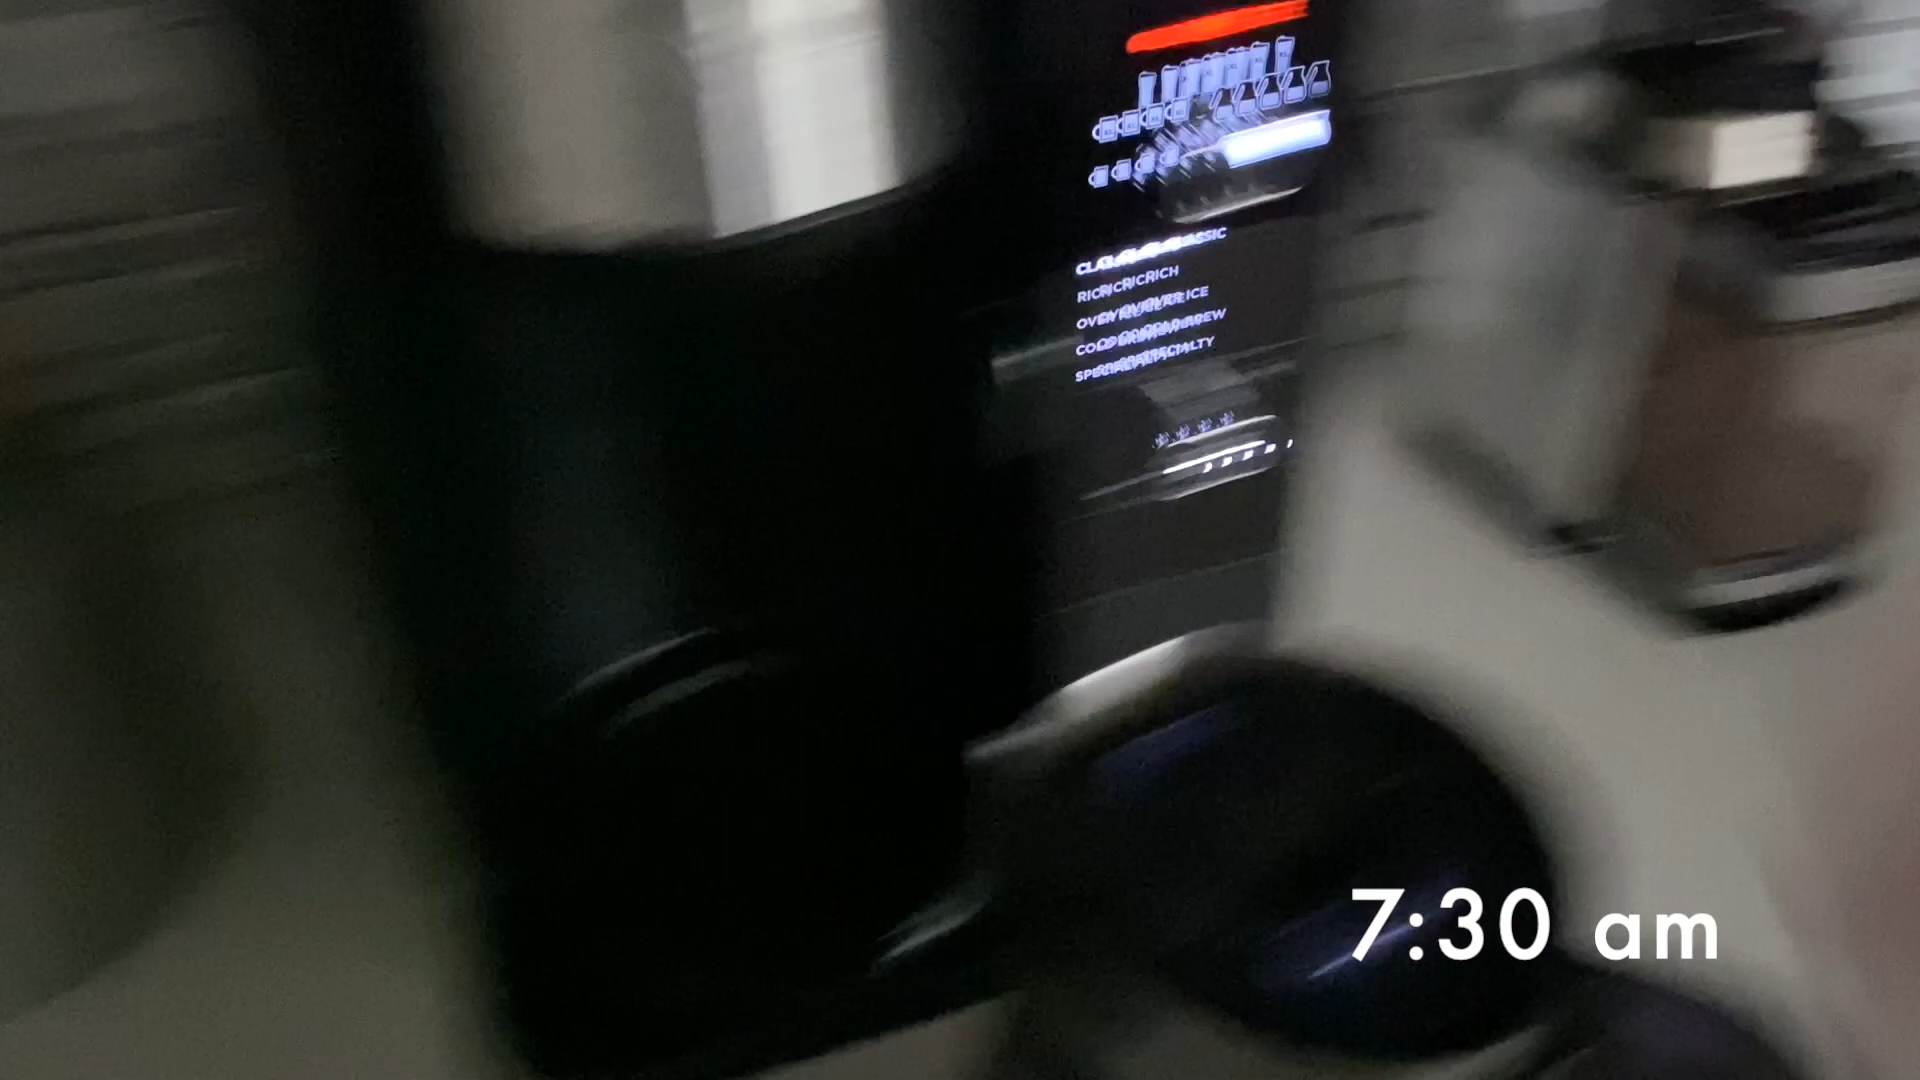 CLASSIC
RICH
OVER ICE
COLD BREW
SPECIALTY
7:30 am